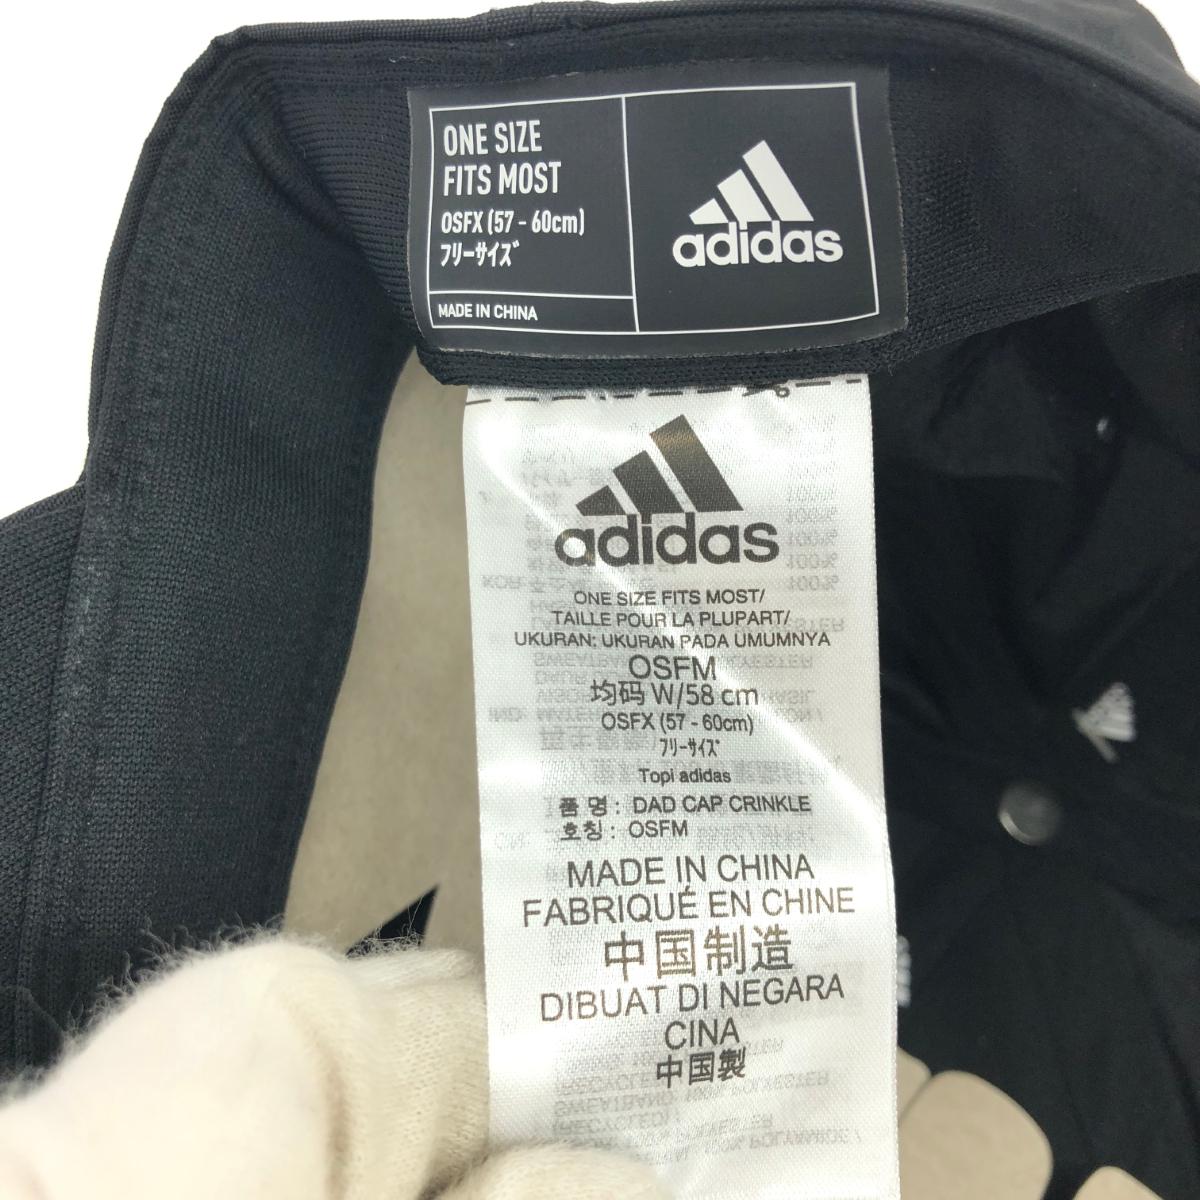 ONE SIZE
FITS MOST
OSFX (57 - 60cm)
フリーサイズ
MADE IN CHINA
adidas
adidas
ONE SIZE FITS MOST/
TAILLE POUR LA PLUPART/
UKURAN: UKURAN PADA UMUMNYA
OSFM
均码 W/58 cm
OSFX (57 - 60cm)
フリーサイズ
Topi adidas
품 명 : DAD CAP CRINKLE
호칭 : OSFM
MADE IN CHINA
FABRIQUÉ EN CHINE
中国制造
DIBUAT DI NEGARA
CINA
中国製